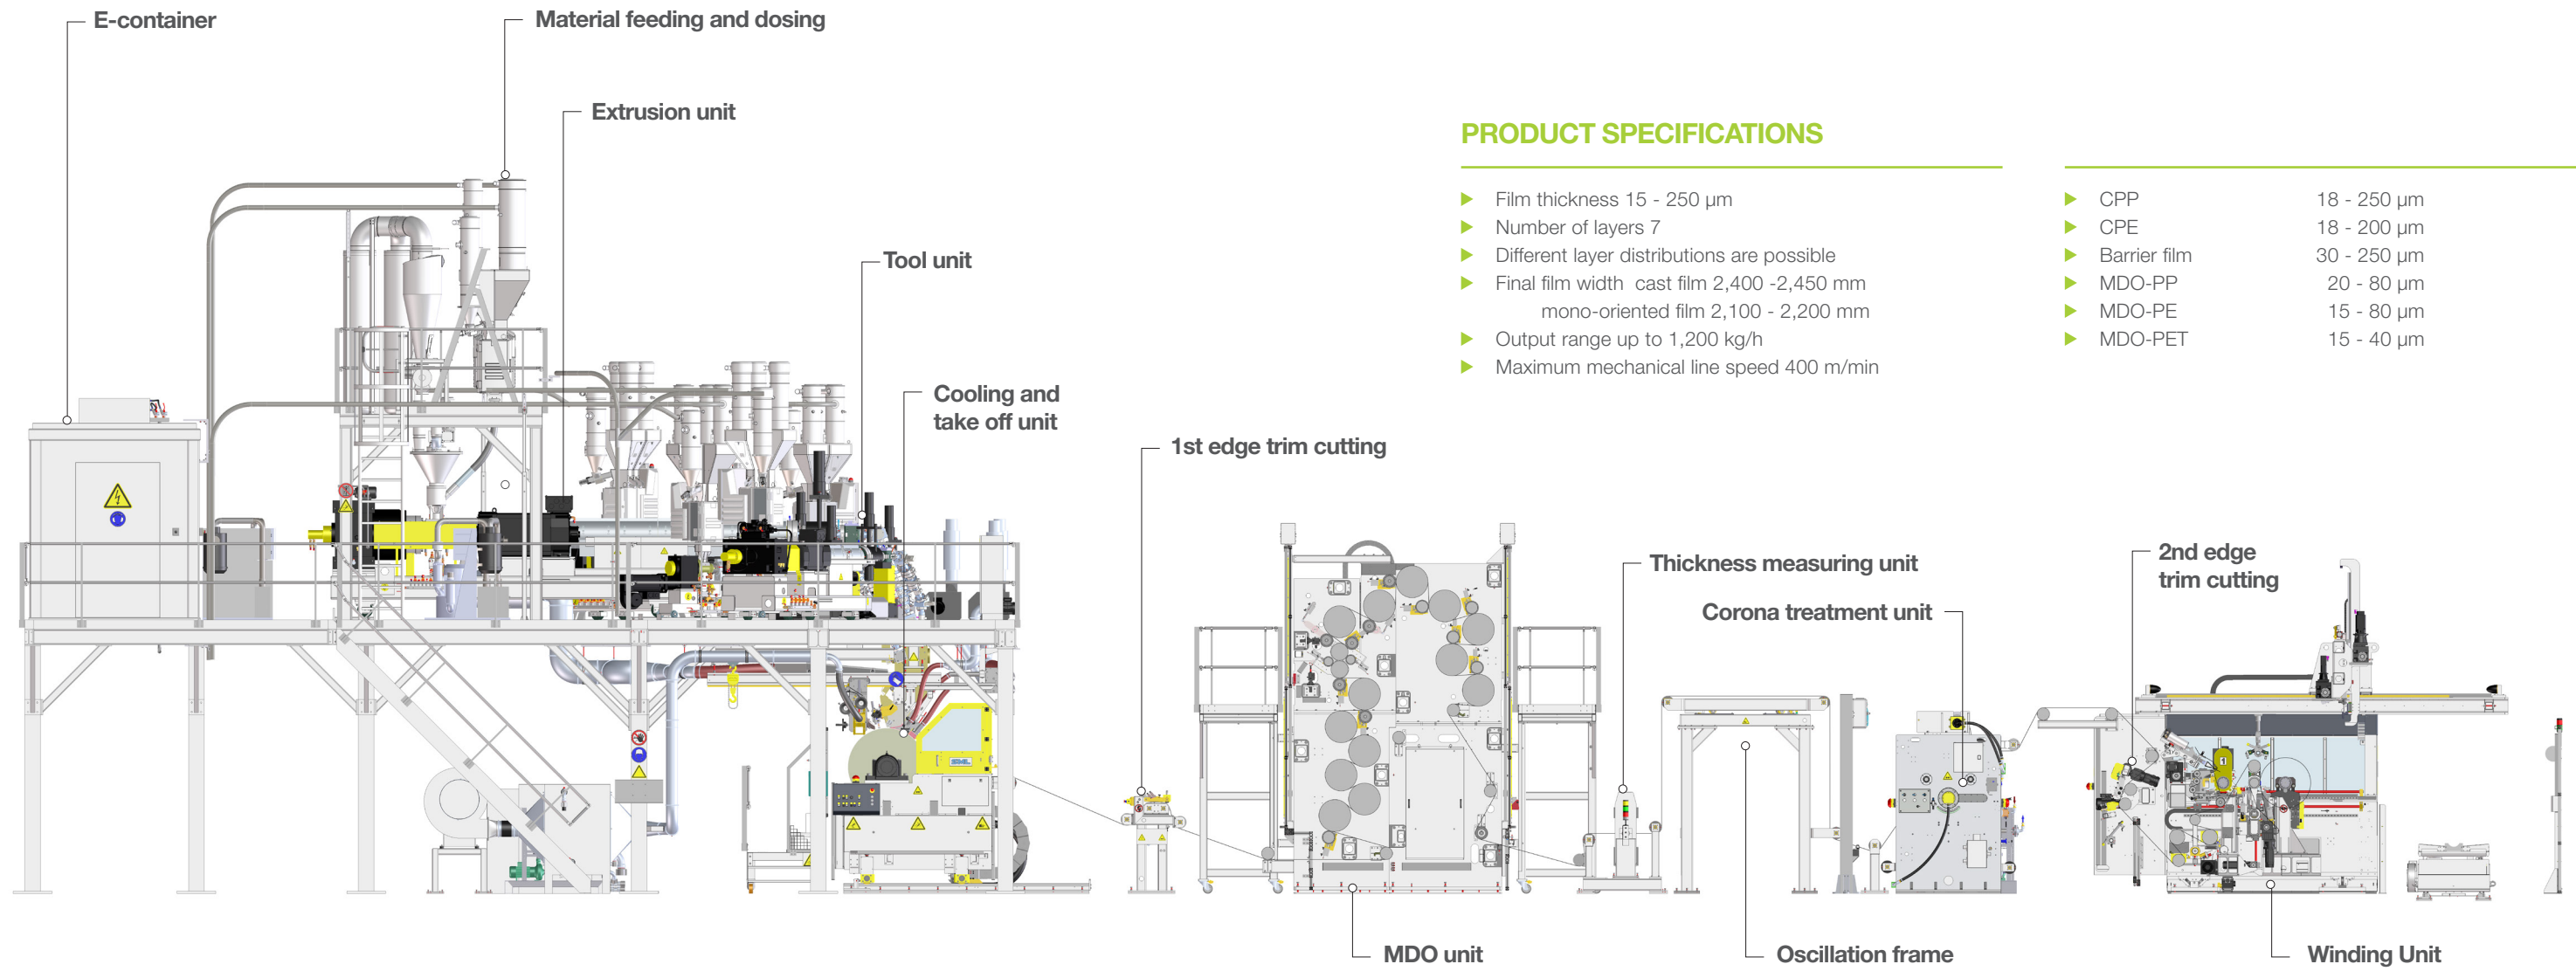 E-container
Material feeding and dosing
Extrusion unit
Tool unit
Cooling and
take off unit
1st edge trim cutting
PRODUCT SPECIFICATIONS
Film thickness 15 - 250 µm
Number of layers 7
Different layer distributions are possible
Final film width cast film 2,400 -2,450 mm
mono-oriented film 2,100 - 2,200 mm
Output range up to 1,200 kg/h
Maximum mechanical line speed 400 m/min
CPP 18 - 250 µm
CPE 18 - 200 µm
Barrier film 30 - 250 µm
MDO-PP 20 - 80 µm
MDO-PE 15 - 80 µm
MDO-PET 15 - 40 µm
Thickness measuring unit
Corona treatment unit
2nd edge
trim cutting
MDO unit
Oscillation frame
Winding Unit
1